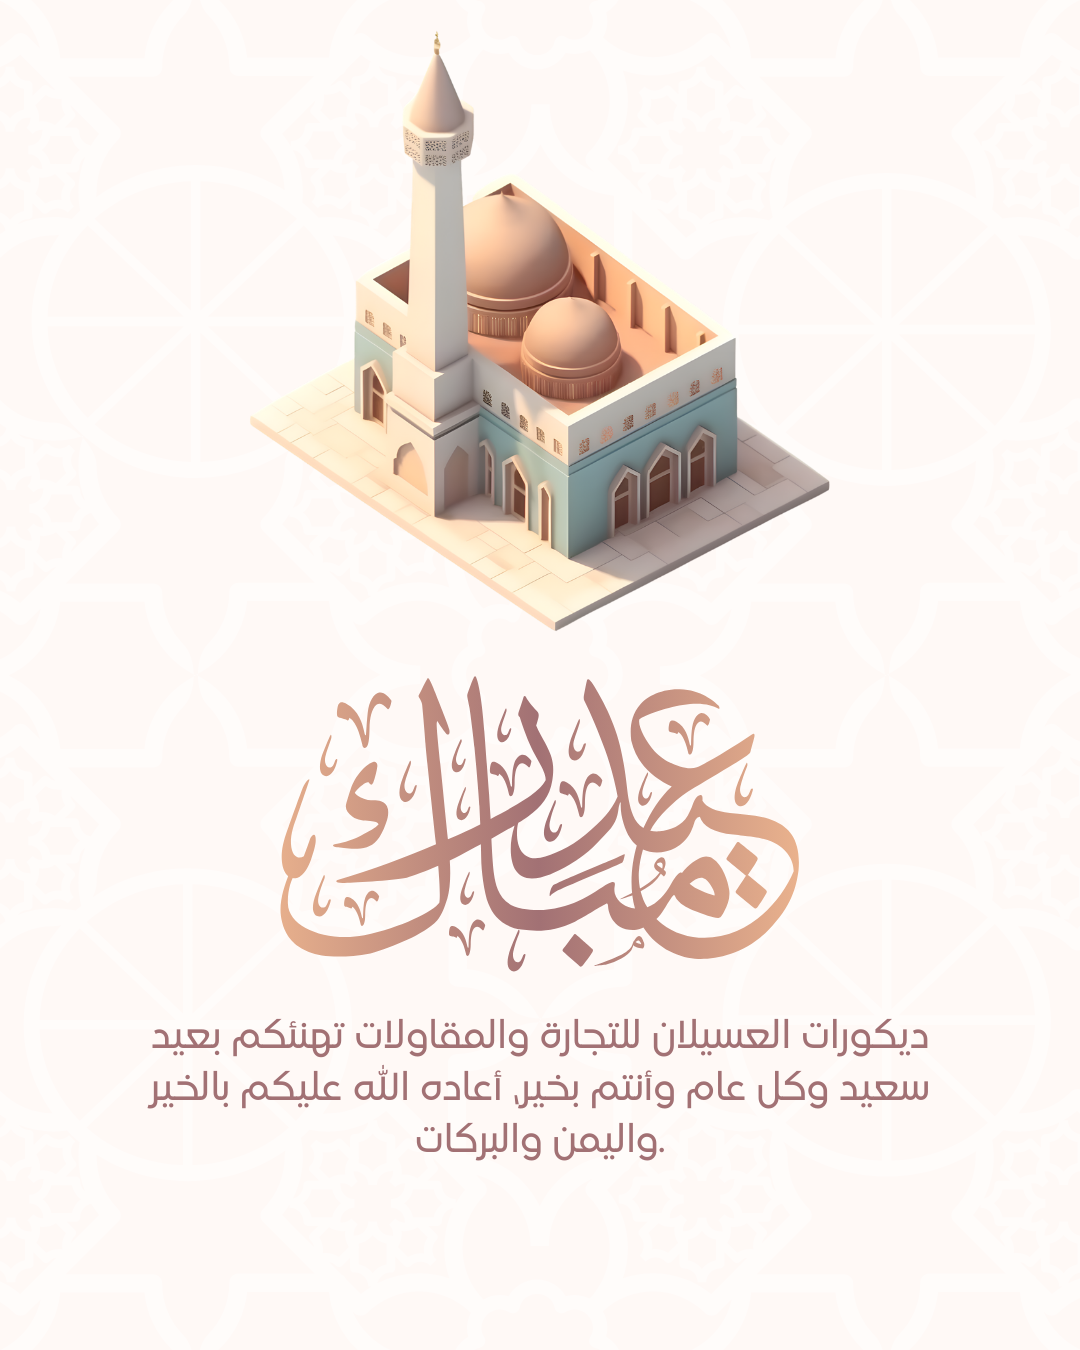 عيد مبارك
ديكورات العسيلان للتجارة والمقاولات تهنئكم بعيد
سعيد وكل عام وأنتم بخير، أعاده الله عليكم بالخير
.واليمن والبركات